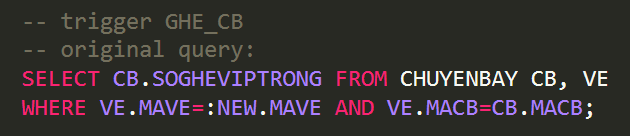 -- trigger GHE_CB
-- original query:
SELECT CB.SOGHEVIPTRONG FROM CHUYENBAY CB, VE
WHERE VE.MAVE=:NEW.MAVE AND VE.MACB=CB.MACB;